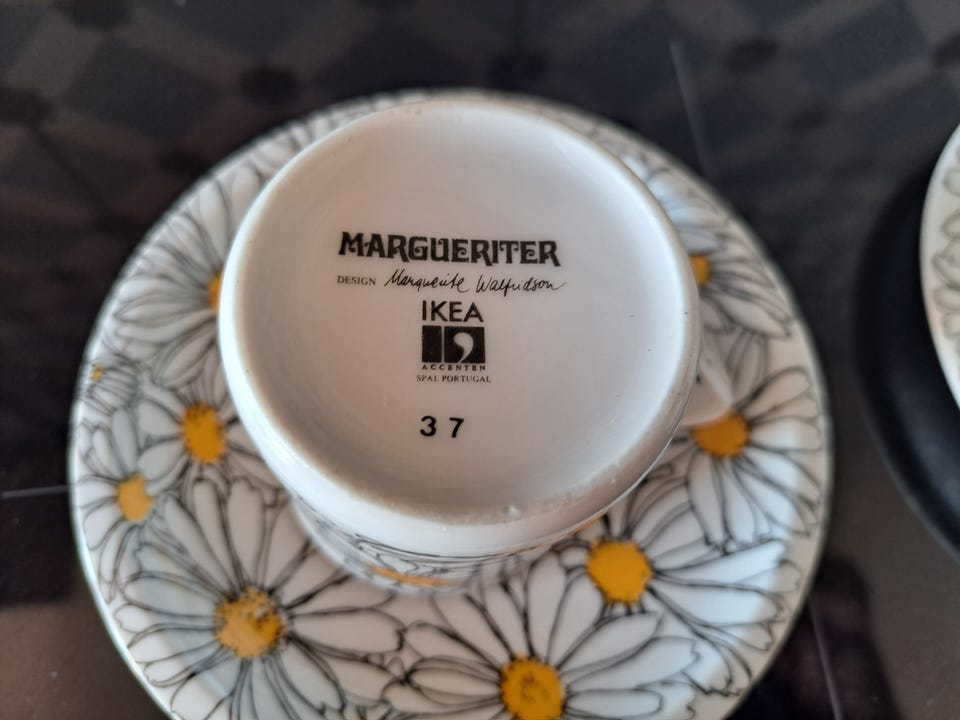 MARGUERITER
DESIGN Marguerite Walfridson
IKEA
ACCENTEN
SPAL PORTUGAL
37